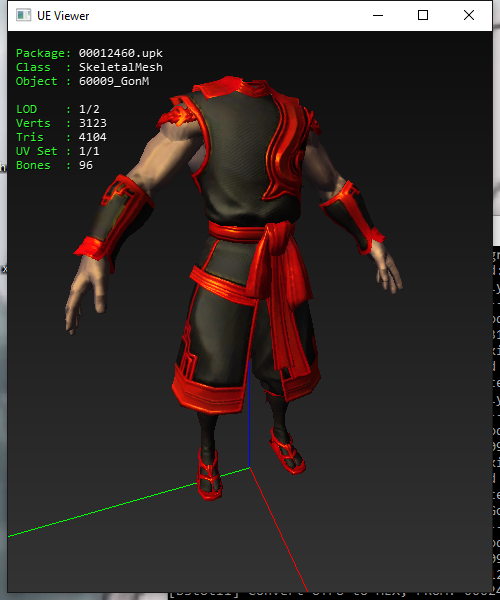 UE Viewer
Package: 00012460.upk
Class : SkeletalMesh
Object : 60009_GonM
LOD : 1/2
Verts : 3123
Tris : 4104
UV Set : 1/1
Bones : 96